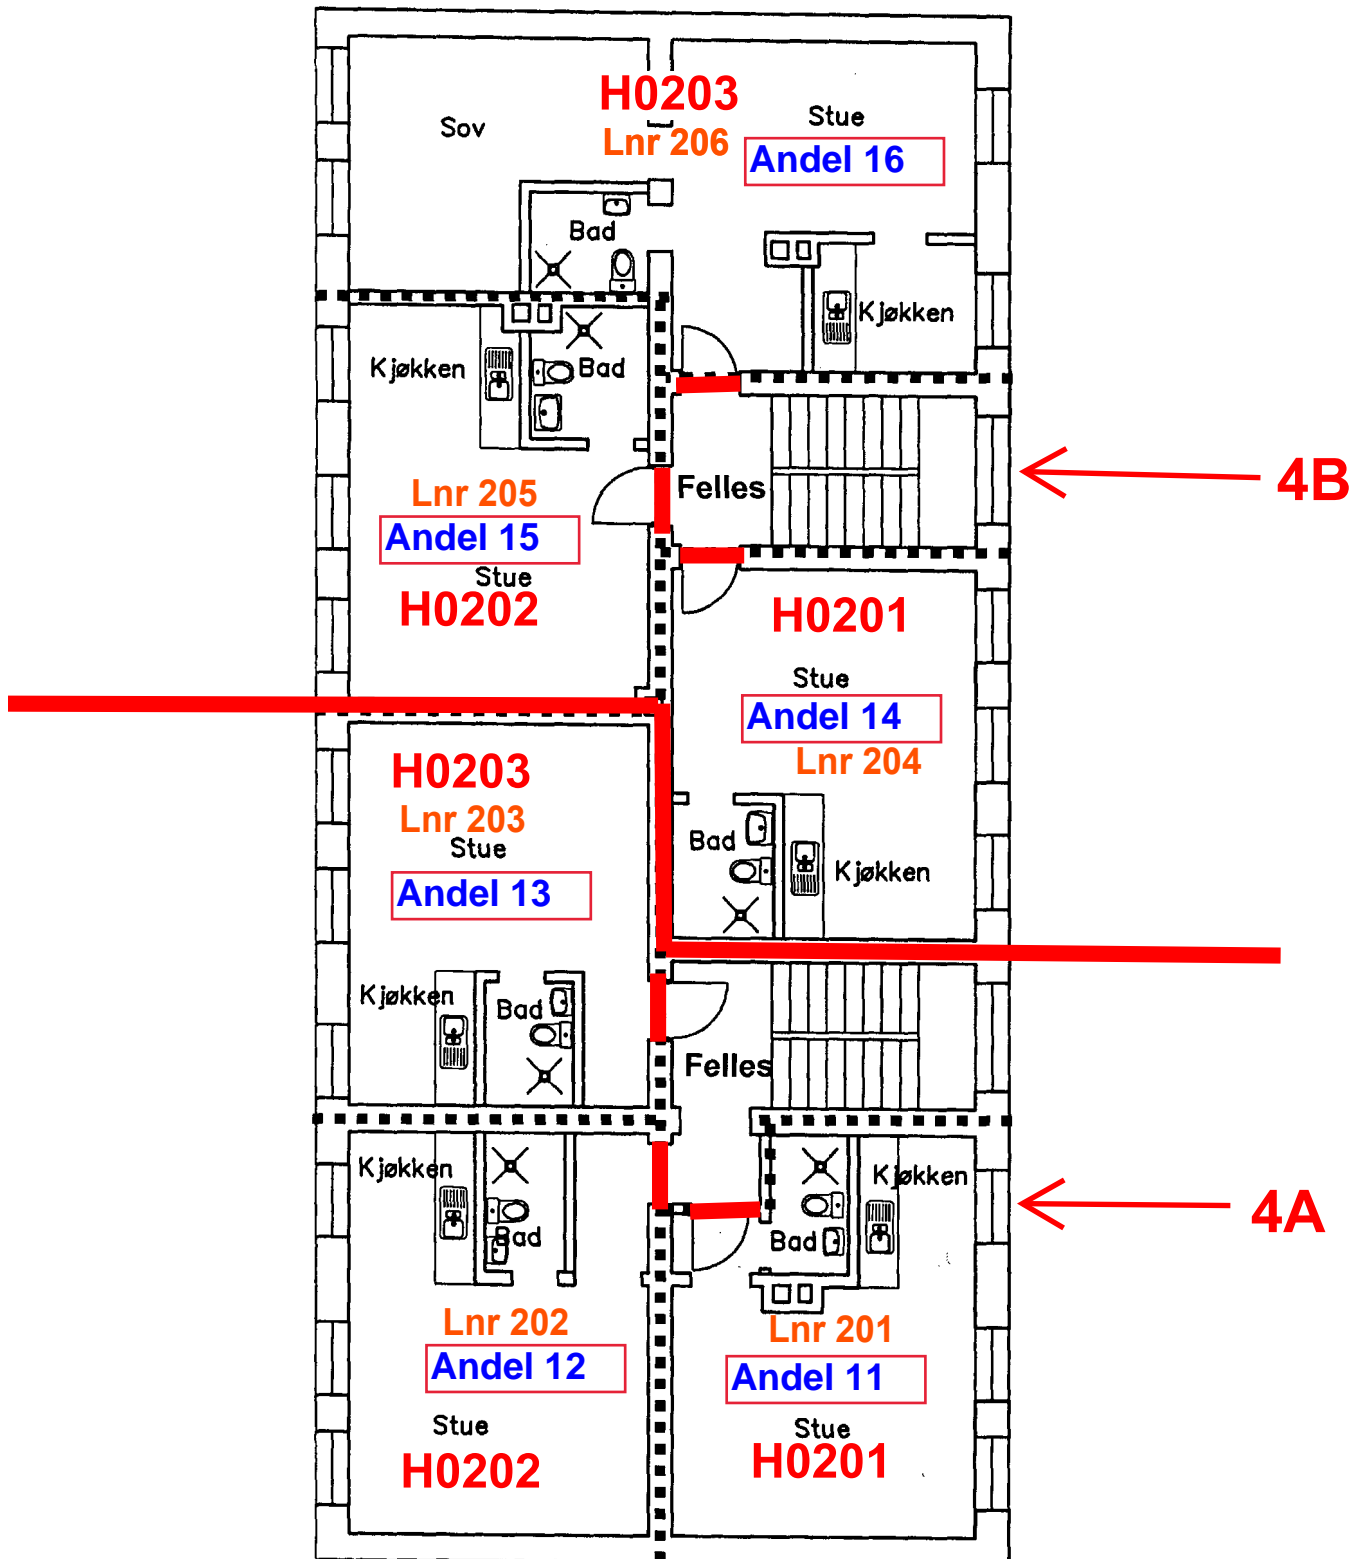 H0203
Lnr 206
Sov
Stue
Andel 16
Bad
Kjøkken
Kjøkken
Bad
Felles
4B
Lnr 205
Andel 15
Stue
H0202
H0201
Stue
Andel 14
Lnr 204
H0203
Lnr 203
Stue
Andel 13
Bad
Kjøkken
Kjøkken
Bad
Felles
Kjøkken
Bad
Kjøkken
Bad
4A
Lnr 202
Andel 12
Stue
H0202
Lnr 201
Andel 11
Stue
H0201